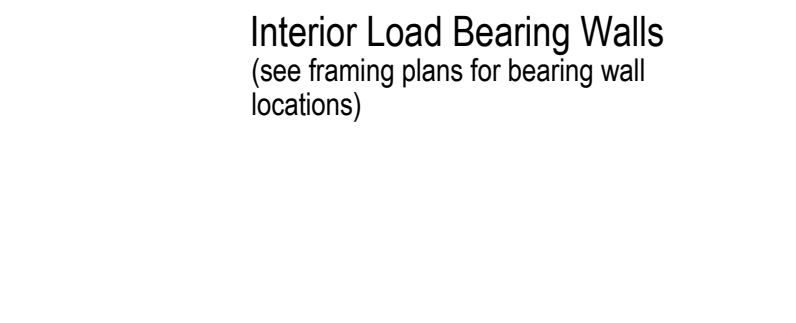 Interior Load Bearing Walls
(see framing plans for bearing wall
locations)